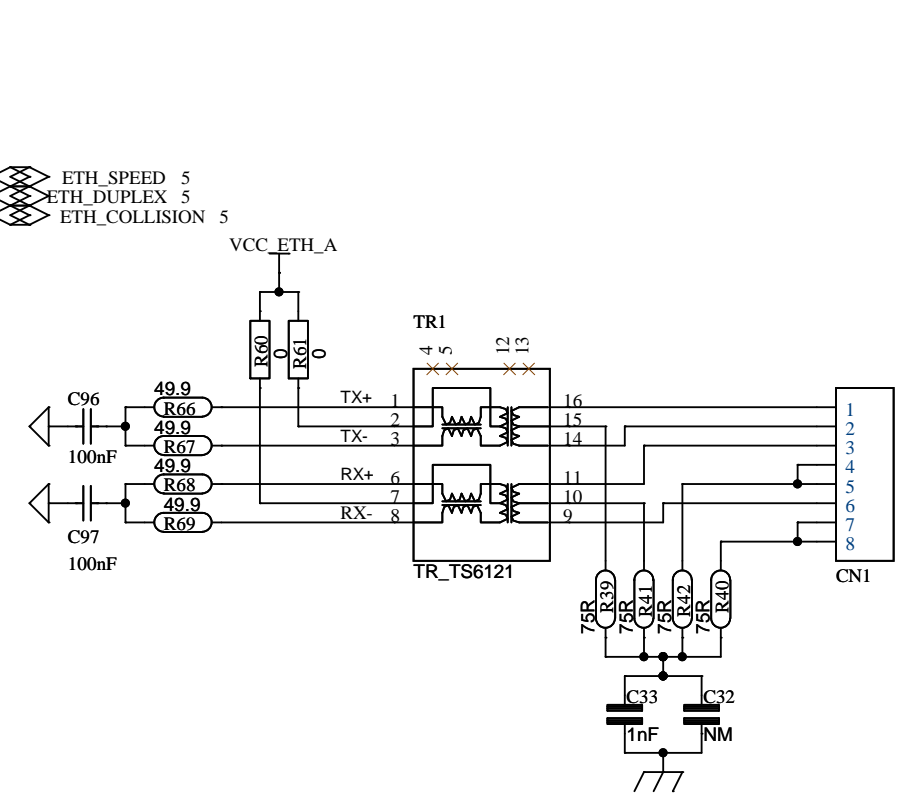 ETH_SPEED 5
ETH_DUPLEX 5
ETH_COLLISION 5
VCC_ETH_A
TR1
R60
0
R61
0
4
5
12
13
C96
100nF
49.9
R66
49.9
R67
49.9
R68
49.9
R69
C97
100nF
TX+
1
2
TX-
3
RX+
6
7
RX-
8
16
15
14
11
10
9
TR_TS6121
1
2
3
4
5
6
7
8
CN1
75R
R39
75R
R41
75R
R42
75R
R40
C33
1nF
C32
NM